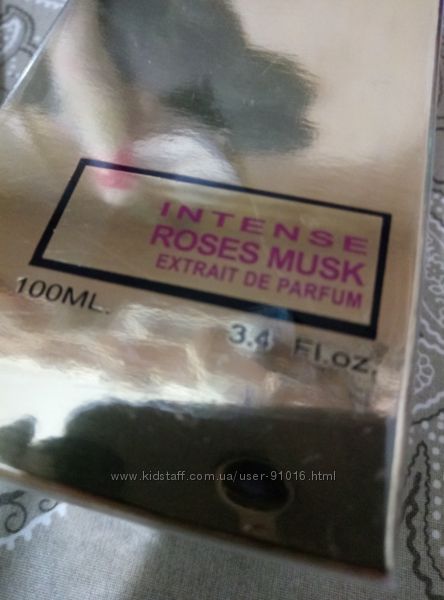 INTENSE
ROSES MUSK
EXTRAIT DE PARFUM
100ML.
3.4 Fl.oz.
www.kidstaff.com.ua/user-91016.html